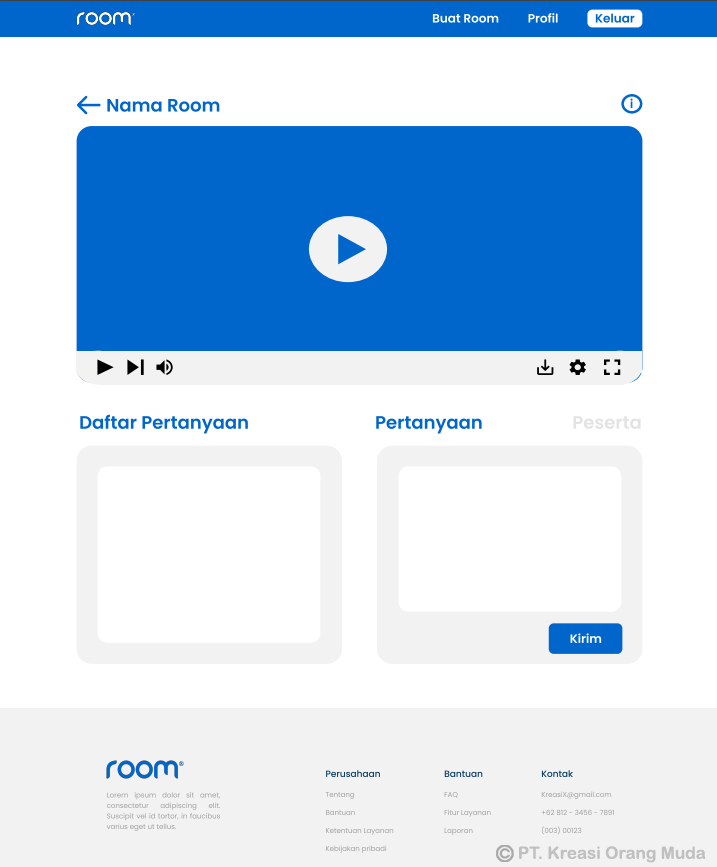 room
Buat Room
Profil
Keluar
Nama Room
Daftar Pertanyaan
Pertanyaan
Peserta
Kirim
room®
Lorem ipsum dolor sit amet,
consectetur adipiscing elit.
Suscipit vel id tortor, in faucibus
varius eget ut tellus.
Perusahaan
Tentang
Bantuan
Ketentuan Layanan
Kebijakan pribadi
Bantuan
FAQ
Fitur Layanan
Laporan
Kontak
KreasiX@gmail.com
+62 812 - 3456 - 7891
(003) 00123
© PT. Kreasi Orang Muda